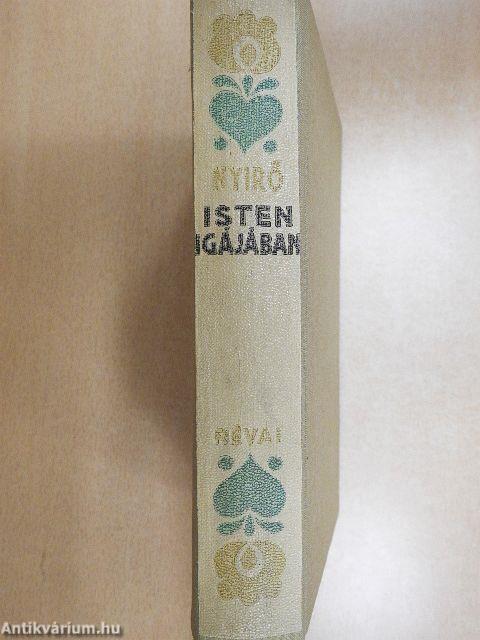 NYIRŐ
ISTEN
IGÁJÁBAN
RÉVAI
Antikvárium.hu